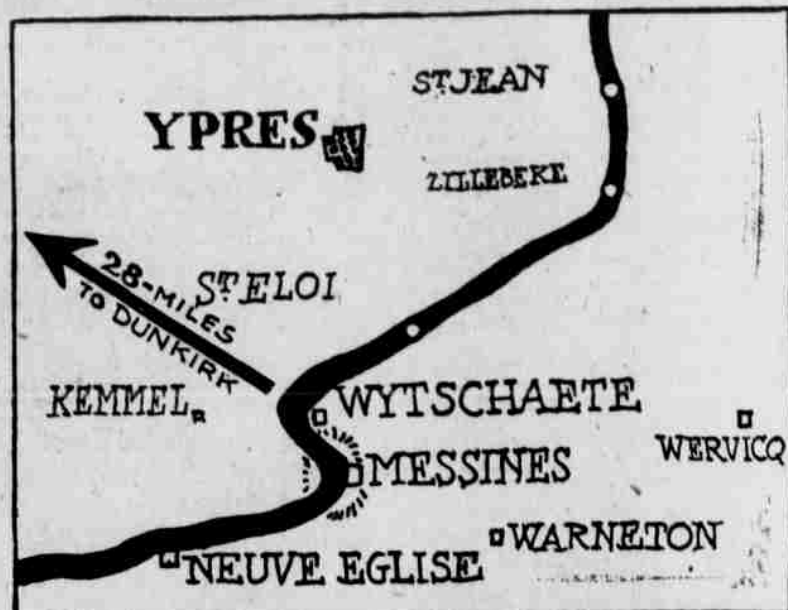 ST JEAN
YPRES
ZILLEBEKE
28-MILES
TO DUNKIRK
ST ELOI
KEMMEL
WYTSCHAETE
WERVICQ
MESSINES
WARNETON
NEUVE EGLISE